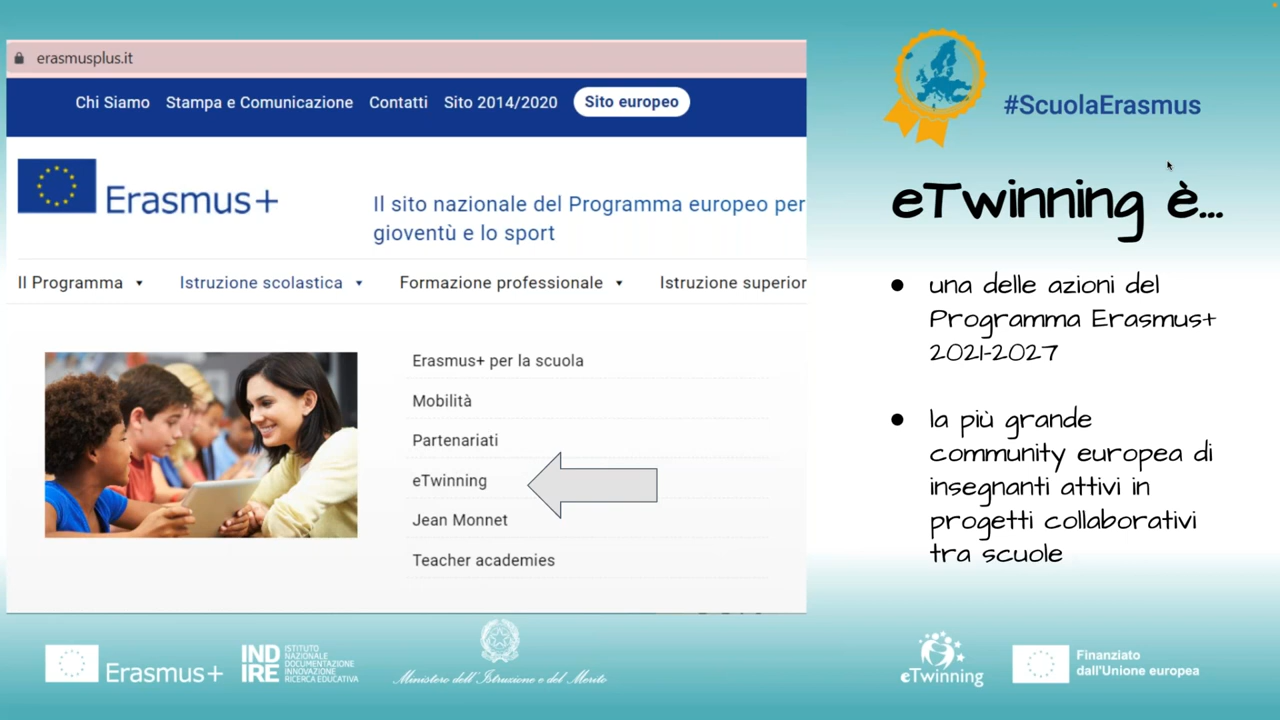 erasmusplus.it
Chi Siamo Stampa e Comunicazione Contatti Sito 2014/2020 Sito europeo
Erasmus+
Il sito nazionale del Programma europeo per
gioventù e lo sport
Il Programma Istruzione scolastica Formazione professionale Istruzione superior
Erasmus+ per la scuola
Mobilità
Partenariati
eTwinning
Jean Monnet
Teacher academies
#ScuolaErasmus
eTwinning è...
● una delle azioni del
Programma Erasmus+
2021-2027
● la più grande
community europea di
insegnanti attivi in
progetti collaborativi
tra scuole
Erasmus+
INDIRE
ISTITUTO
NAZIONALE
DOCUMENTAZIONE
INNOVAZIONE
RICERCA EDUCATIVA
Ministero dell'Istruzione e del Merito
eTwinning
Finanziato
dall'Unione europea